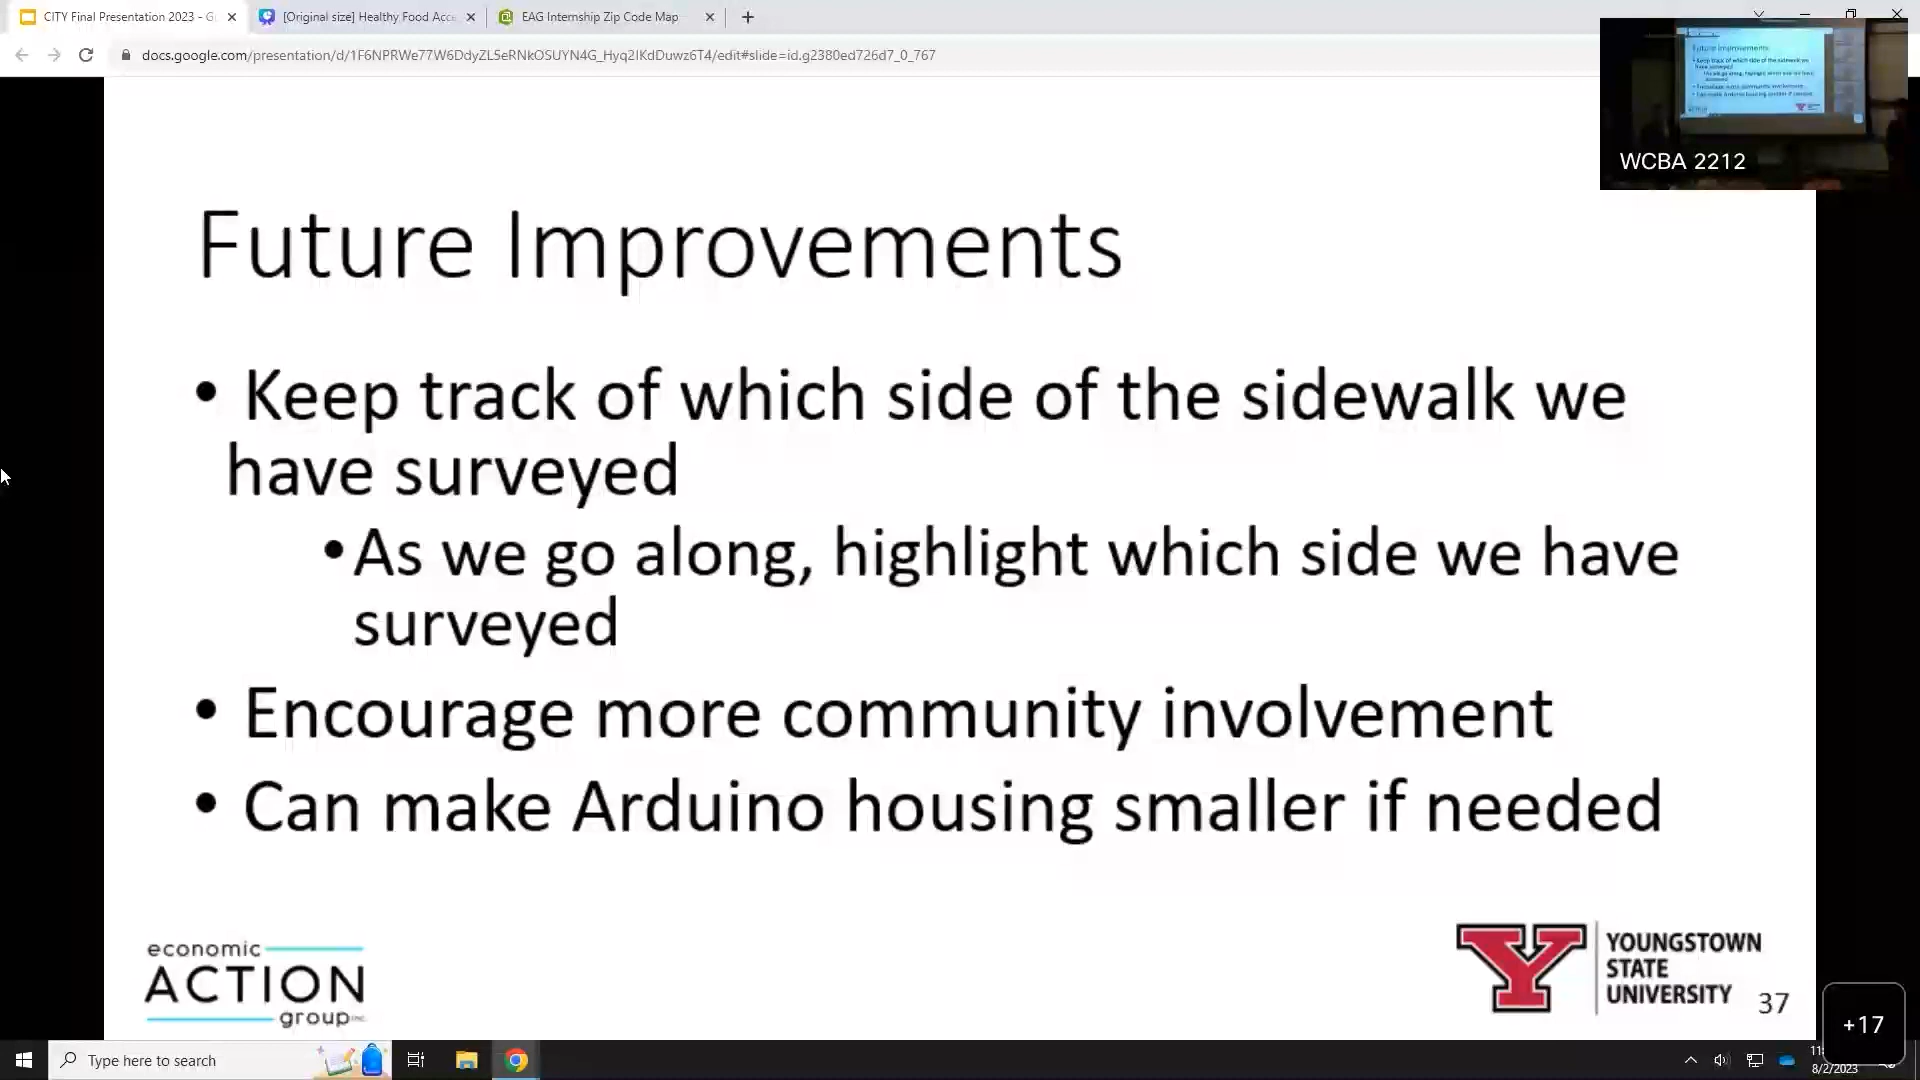 CITY Final Presentation 2023 - G
[Original size] Healthy Food Acce
EAG Internship Zip Code Map
docs.google.com/presentation/d/1F6NPRWe77W6DdyZL5eRNkOSUYN4G_Hyq2IKdDuwz6T4/edit#slide=id.g2380ed726d7_0_767
Future Improvements
WCBA 2212
Future Improvements
• Keep track of which side of the sidewalk we
have surveyed
•As we go along, highlight which side we have
surveyed
• Encourage more community involvement
• Can make Arduino housing smaller if needed
economic
ACTION
group INC.
Y
YOUNGSTOWN
STATE
UNIVERSITY
37
+17
Type here to search
8/2/2023